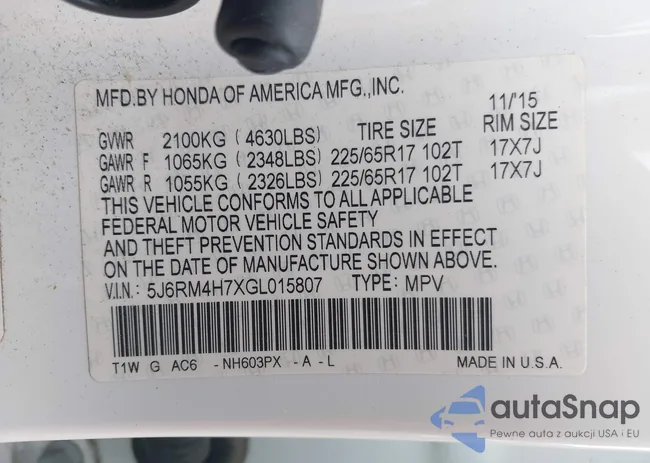 MFD.BY HONDA OF AMERICA MFG.,INC.
11/'15
GVWR 2100KG ( 4630LBS) TIRE SIZE RIM SIZE
GAWR F 1065KG ( 2348LBS) 225/65R17 102T 17X7J
GAWR R 1055KG ( 2326LBS) 225/65R17 102T 17X7J
THIS VEHICLE CONFORMS TO ALL APPLICABLE
FEDERAL MOTOR VEHICLE SAFETY
AND THEFT PREVENTION STANDARDS IN EFFECT
ON THE DATE OF MANUFACTURE SHOWN ABOVE.
V.I.N.: 5J6RM4H7XGL015807 TYPE: MPV
T1W G AC6 - NH603PX - A - L MADE IN U.S.A.
autaSnap
Pewne auta z aukcji USA i EU